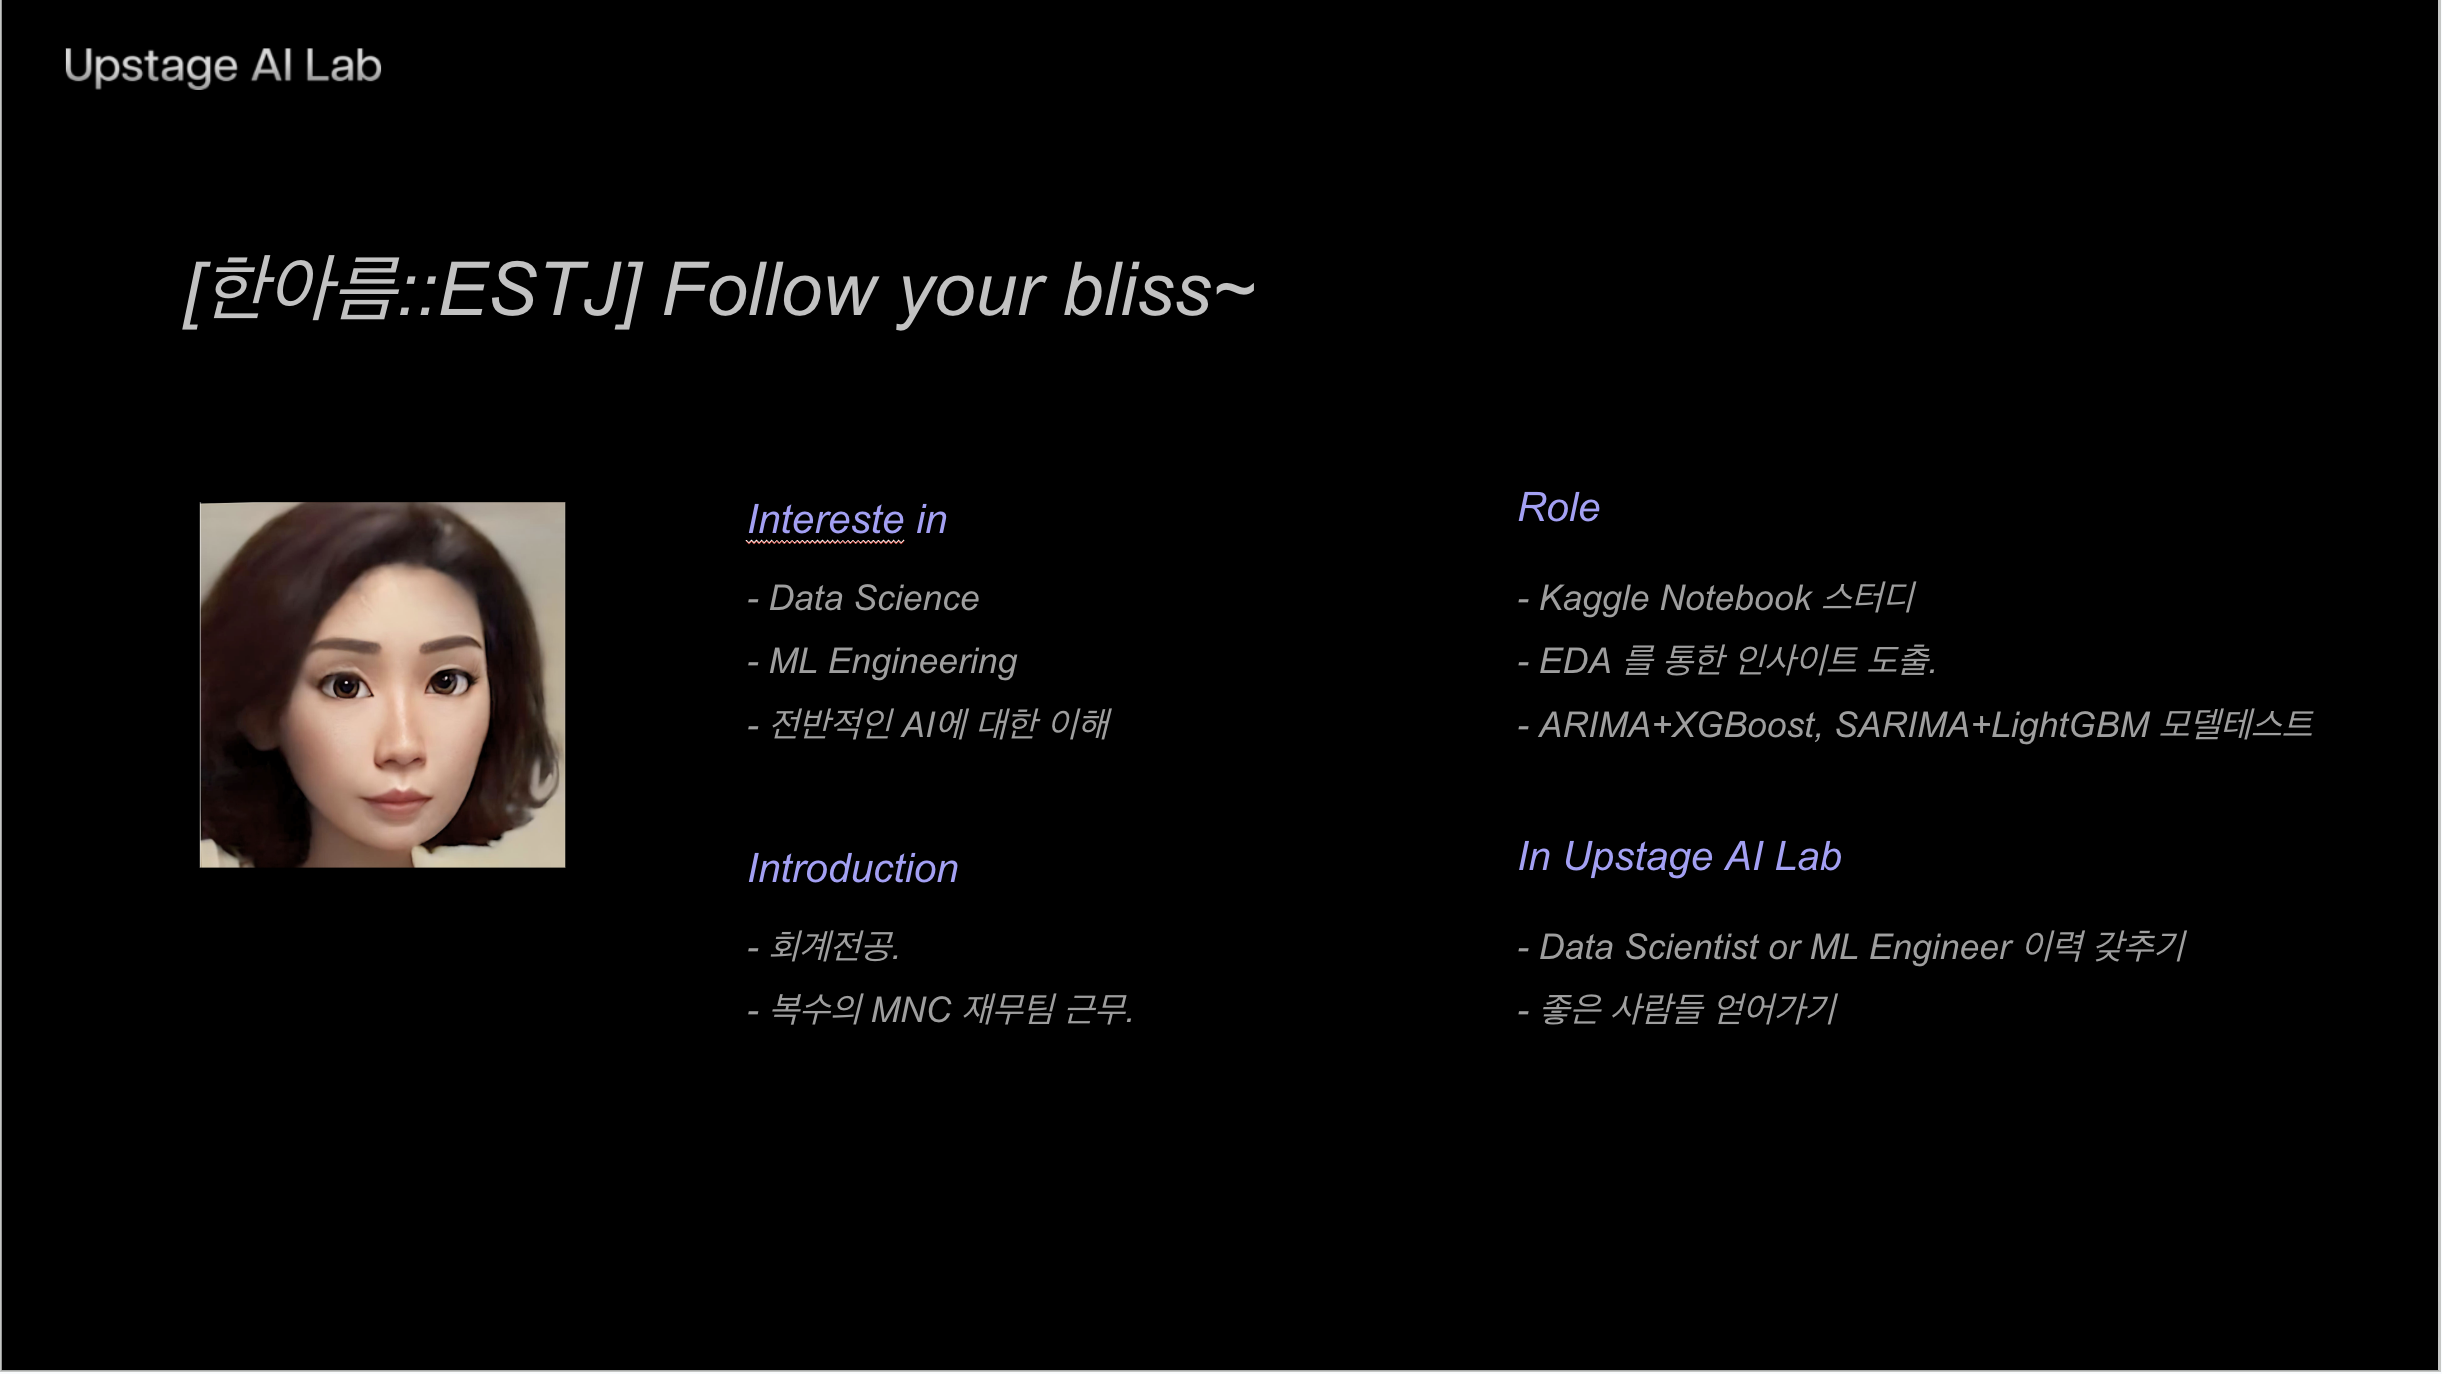 Upstage AI Lab
[한아름::ESTJ] Follow your bliss~
Intereste in
- Data Science
- ML Engineering
- 전반적인 AI에 대한 이해
Introduction
- 회계전공.
- 복수의 MNC 재무팀 근무.
Role
- Kaggle Notebook 스터디
- EDA 를 통한 인사이트 도출.
- ARIMA+XGBoost, SARIMA+LightGBM 모델테스트
In Upstage AI Lab
- Data Scientist or ML Engineer 이력 갖추기
- 좋은 사람들 얻어가기